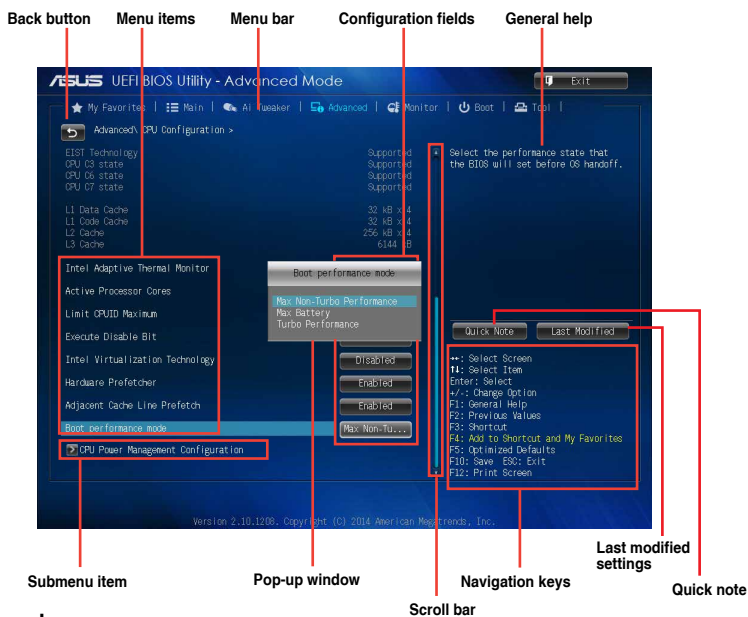 Back button Menu items Menu bar Configuration fields General help
ASUS UEFI BIOS Utility - Advanced Mode Exit
My Favorites | Main | Ai Tweaker | Advanced | Monitor | Boot | Tool |
Advanced\ CPU Configuration >
EIST Technology Supported
CPU C3 state Supported
CPU C6 state Supported
CPU C7 state Supported
L1 Data Cache 32 kB x 4
L1 Code Cache 32 kB x 4
L2 Cache 256 kB x 4
L3 Cache 6144 kB
Select the performance state that
the BIOS will set before OS handoff.
Intel Adaptive Thermal Monitor
Active Processor Cores
Limit CPUID Maximum
Execute Disable Bit
Intel Virtualization Technology Disabled
Hardware Prefetcher Enabled
Adjacent Cache Line Prefetch Enabled
Boot performance mode Max Non-Tu...
CPU Power Management Configuration
Boot performance mode
Max Non-Turbo Performance
Max Battery
Turbo Performance
Quick Note Last Modified
→←: Select Screen
↑↓: Select Item
Enter: Select
+/-: Change Option
F1: General Help
F2: Previous Values
F3: Shortcut
F4: Add to Shortcut and My Favorites
F5: Optimized Defaults
F10: Save ESC: Exit
F12: Print Screen
Version 2.10.1208. Copyright (C) 2014 American Megatrends, Inc.
Submenu item Pop-up window Scroll bar Navigation keys
Last modified
settings
Quick note